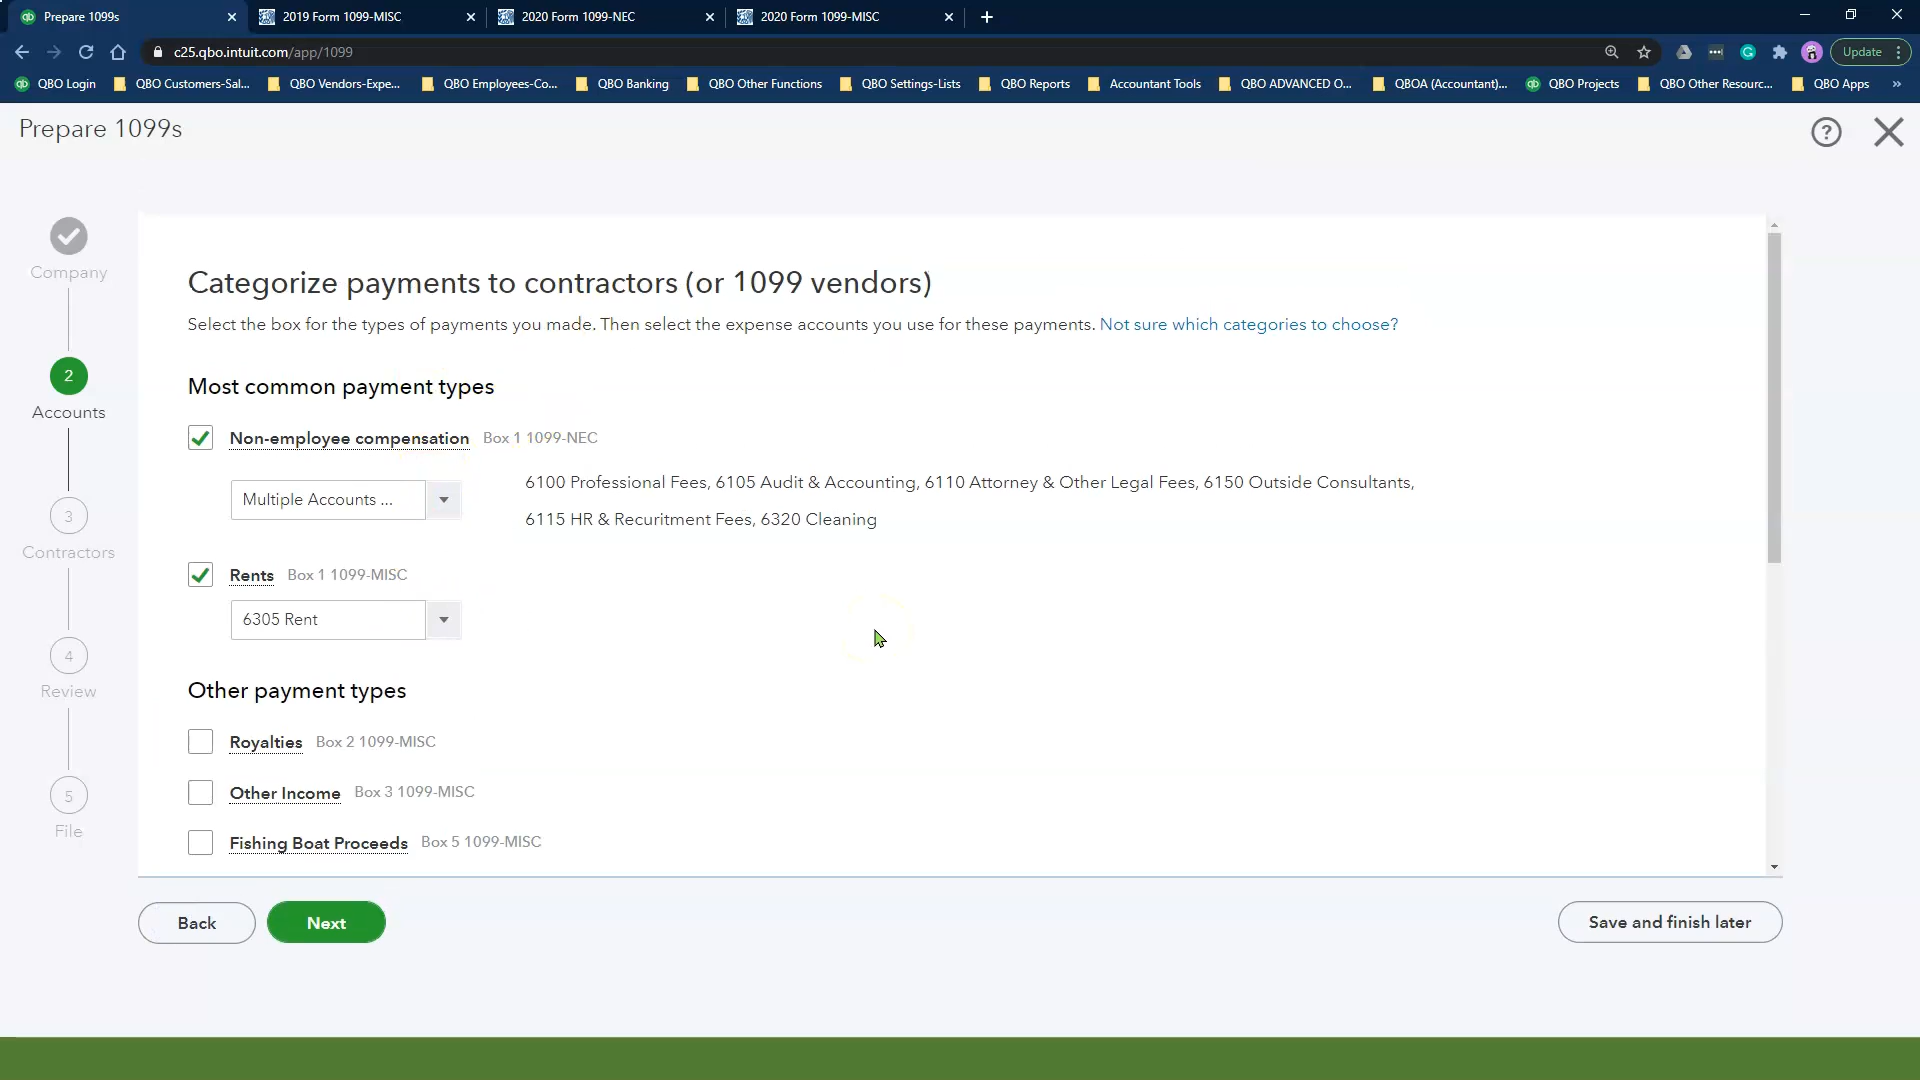 Prepare 1099s
2019 Form 1099-MISC
2020 Form 1099-NEC
2020 Form 1099-MISC
c25.qbo.intuit.com/app/1099
Update
QBO Login
QBO Customers-Sal...
QBO Vendors-Expe...
QBO Employees-Co...
QBO Banking
QBO Other Functions
QBO Settings-Lists
QBO Reports
Accountant Tools
QBO ADVANCED O...
QBOA (Accountant)...
QBO Projects
QBO Other Resourc...
QBO Apps
»
Prepare 1099s
?
Company
2
Accounts
3
Contractors
4
Review
5
File
Categorize payments to contractors (or 1099 vendors)
Select the box for the types of payments you made. Then select the expense accounts you use for these payments. Not sure which categories to choose?
Most common payment types
Non-employee compensation Box 1 1099-NEC
Multiple Accounts ...
6100 Professional Fees, 6105 Audit & Accounting, 6110 Attorney & Other Legal Fees, 6150 Outside Consultants,
6115 HR & Recuritment Fees, 6320 Cleaning
Rents Box 1 1099-MISC
6305 Rent
Other payment types
Royalties Box 2 1099-MISC
Other Income Box 3 1099-MISC
Fishing Boat Proceeds Box 5 1099-MISC
Back
Next
Save and finish later